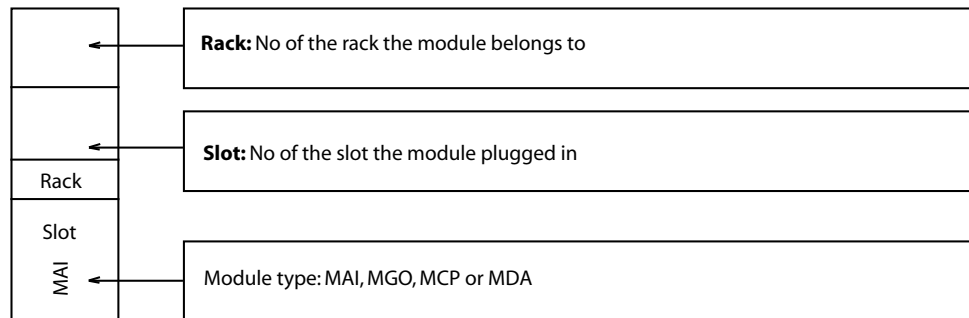 Rack: No of the rack the module belongs to
Slot: No of the slot the module plugged in
Rack
Slot
MAI
Module type: MAI, MGO, MCP or MDA